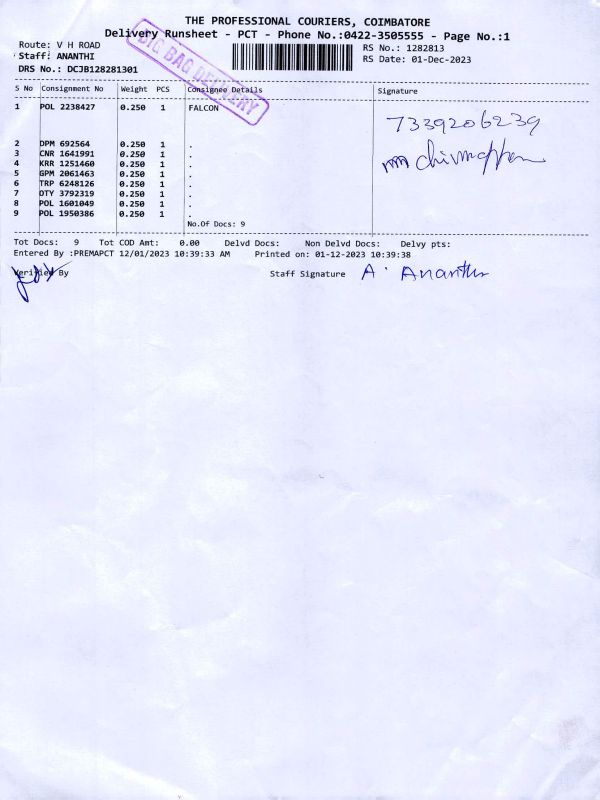 THE PROFESSIONAL COURIERS, COIMBATORE
Delivery Runsheet - PCT - Phone No.:0422-3505555 - Page No.:1
Route: V H ROAD
RS No.: 1282813
Staff: ANANTHI
RS Date: 01-Dec-2023
DRS No.: DCJB128281301
BIG BAG DELIVERY
S No Consignment No Weight PCS Consignee Details Signature
1 POL 2238427 0.250 1 FALCON
7339206239
2 DPM 692564 0.250 1 .
3 CNR 1641991 0.250 1 .
4 KRR 1251460 0.250 1 .
5 GPM 2061463 0.250 1 .
6 TRP 6248126 0.250 1 .
7 OTY 3792319 0.250 1 .
8 POL 1601049 0.250 1 .
9 POL 1950386 0.250 1 .
No.Of Docs: 9
Tot Docs: 9 Tot COD Amt: 0.00 Delvd Docs: Non Delvd Docs: Delvy pts:
Entered By :PREMAPCT 12/01/2023 10:39:33 AM Printed on: 01-12-2023 10:39:38
Verified By Staff Signature A. Ananthi